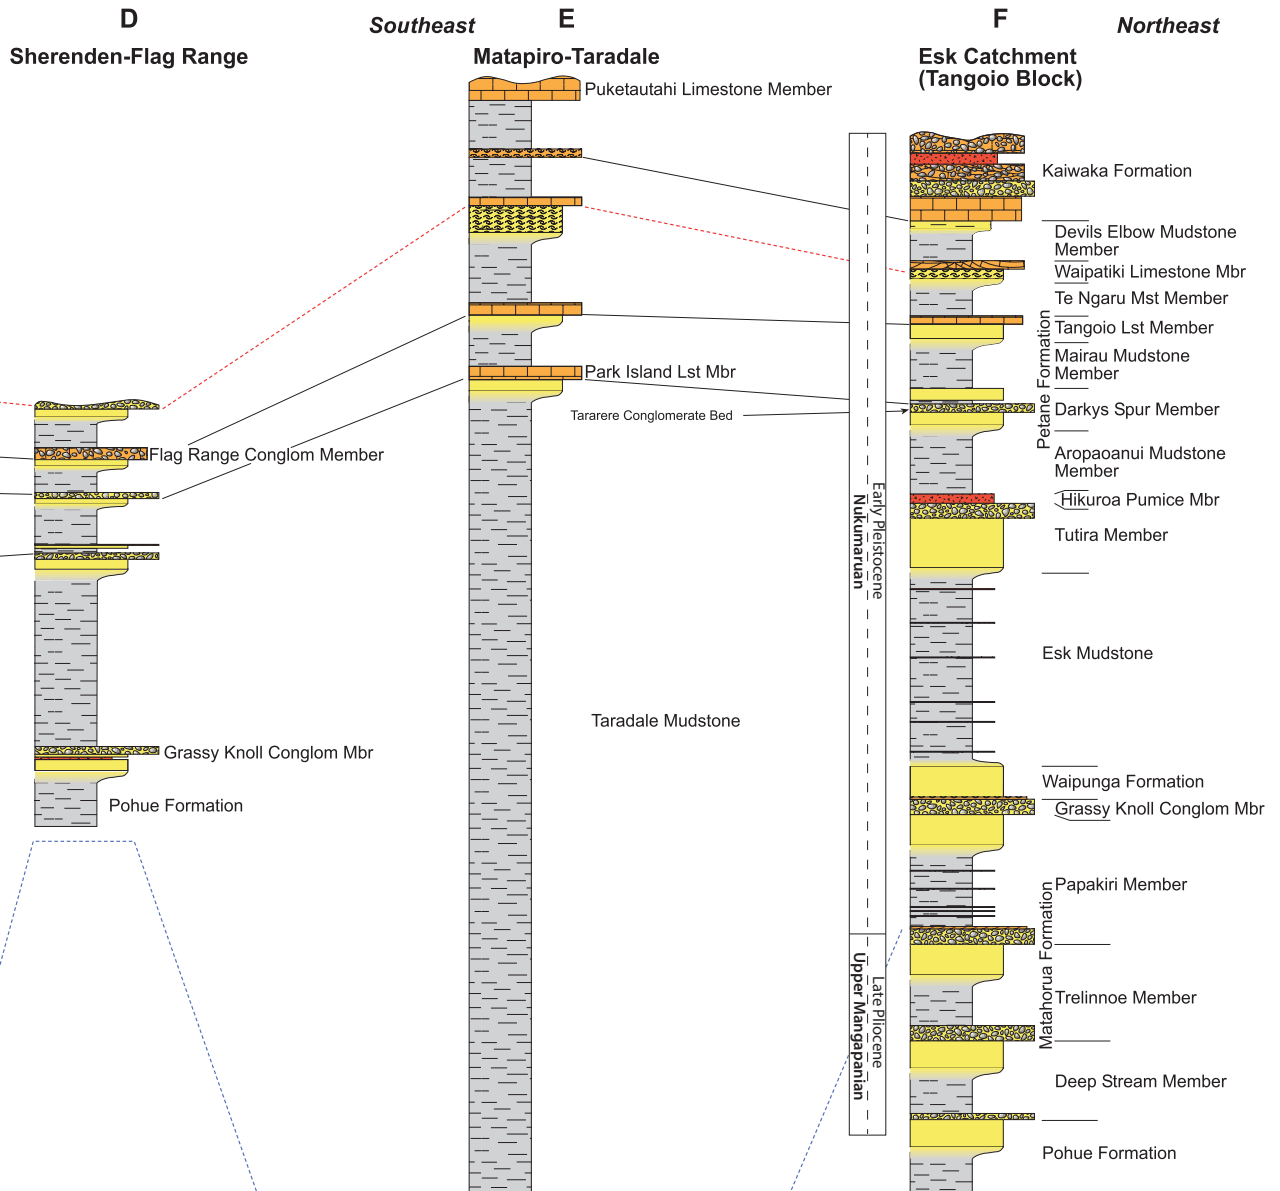 D
Southeast
E
F
Northeast
Sherenden-Flag Range
Matapiro-Taradale
Esk Catchment
(Tangoio Block)
Puketautahi Limestone Member
Kaiwaka Formation
Devils Elbow Mudstone
Member
Waipatiki Limestone Mbr
Te Ngaru Mst Member
Tangoio Lst Member
Mairau Mudstone
Member
Petane Formation
Park Island Lst Mbr
Tararere Conglomerate Bed
Darkys Spur Member
Flag Range Conglom Member
Aropaoanui Mudstone
Member
Early Pleistocene
Nukumaruan
Hikuroa Pumice Mbr
Tutira Member
Esk Mudstone
Taradale Mudstone
Grassy Knoll Conglom Mbr
Waipunga Formation
Grassy Knoll Conglom Mbr
Pohue Formation
Papakiri Member
Matahorua Formation
Late Pliocene
Upper Mangapanian
Trelinnoe Member
Deep Stream Member
Pohue Formation